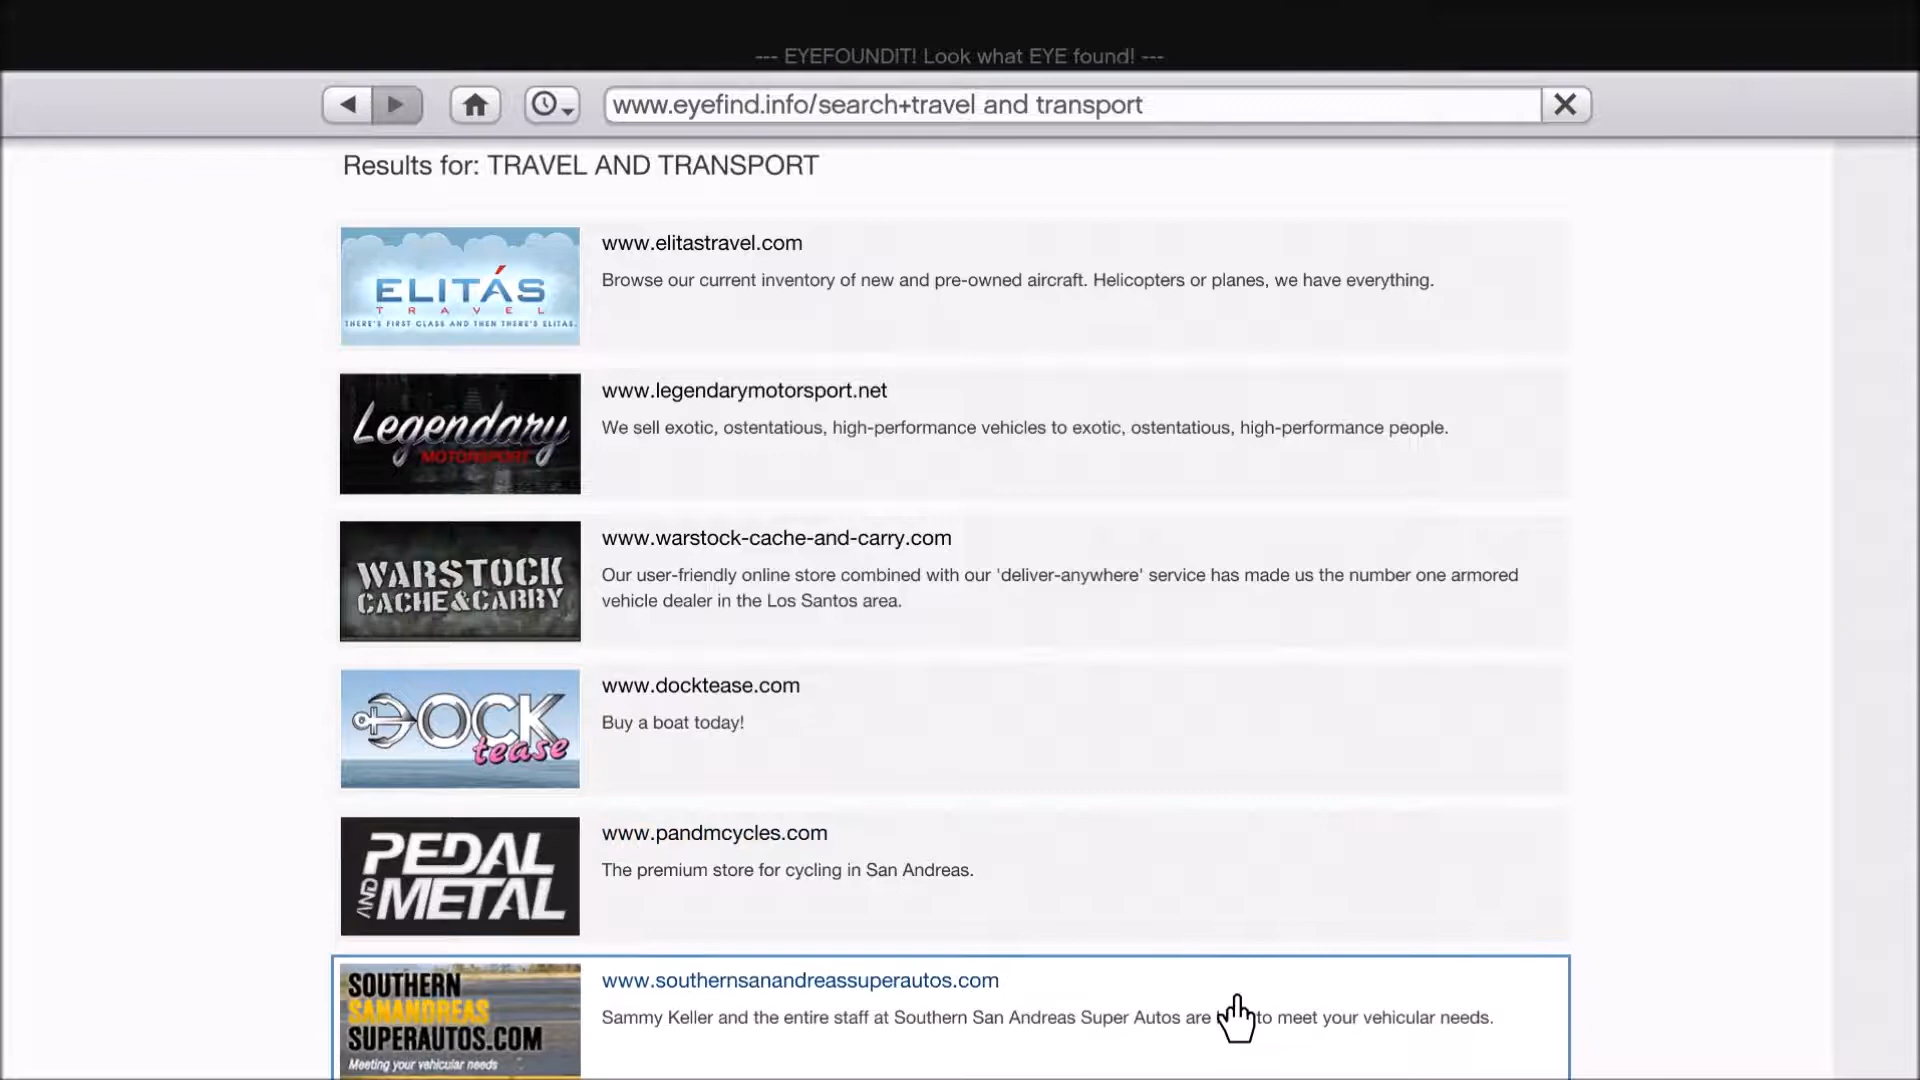 --- EYEFOUNDIT! Look what EYE found! ---
www.eyefind.info/search+travel and transport
Results for: TRAVEL AND TRANSPORT
ELITÁS
TRAVEL
THERE'S FIRST CLASS AND THEN THERE'S ELITAS.
www.elitastravel.com
Browse our current inventory of new and pre-owned aircraft. Helicopters or planes, we have everything.
Legendary
MOTORSPORT
www.legendarymotorsport.net
We sell exotic, ostentatious, high-performance vehicles to exotic, ostentatious, high-performance people.
WARSTOCK
CACHE&CARRY
www.warstock-cache-and-carry.com
Our user-friendly online store combined with our 'deliver-anywhere' service has made us the number one armored
vehicle dealer in the Los Santos area.
DOCK
tease
www.docktease.com
Buy a boat today!
PEDAL
AND METAL
www.pandmcycles.com
The premium store for cycling in San Andreas.
SOUTHERN
SANANDREAS
SUPERAUTOS.COM
Meeting your vehicular needs
www.southernsanandreassuperautos.com
Sammy Keller and the entire staff at Southern San Andreas Super Autos are to meet your vehicular needs.